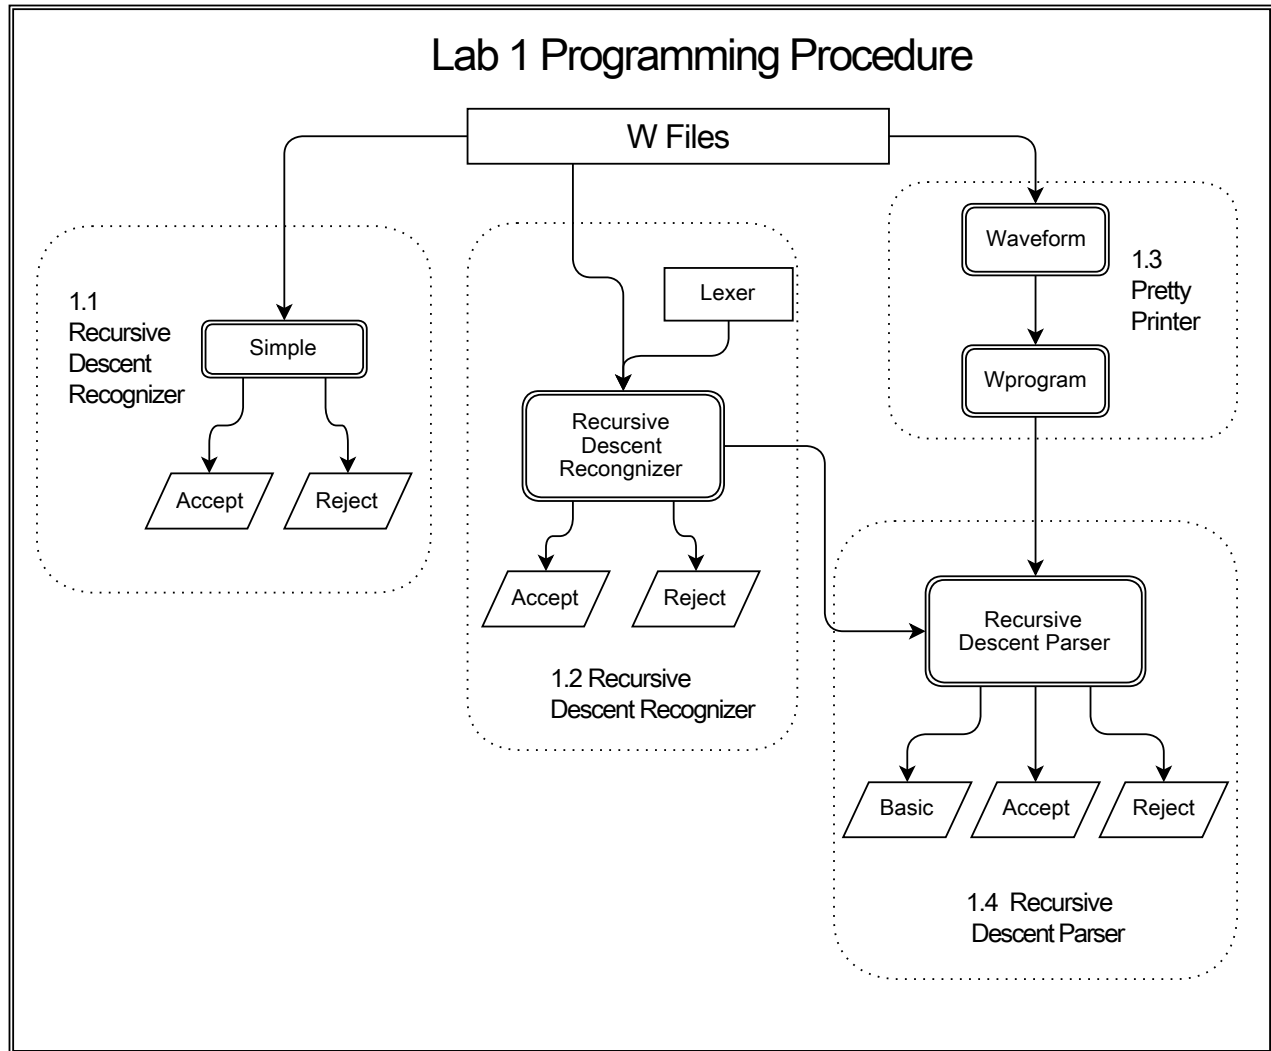 Lab 1 Programming Procedure
W Files
1.1
Recursive
Descent
Recognizer
Simple
Accept
Reject
Lexer
Recursive
Descent
Recongnizer
Accept
Reject
1.2 Recursive
Descent Recognizer
Waveform
1.3
Pretty
Printer
Wprogram
Recursive
Descent Parser
Basic
Accept
Reject
1.4 Recursive
Descent Parser